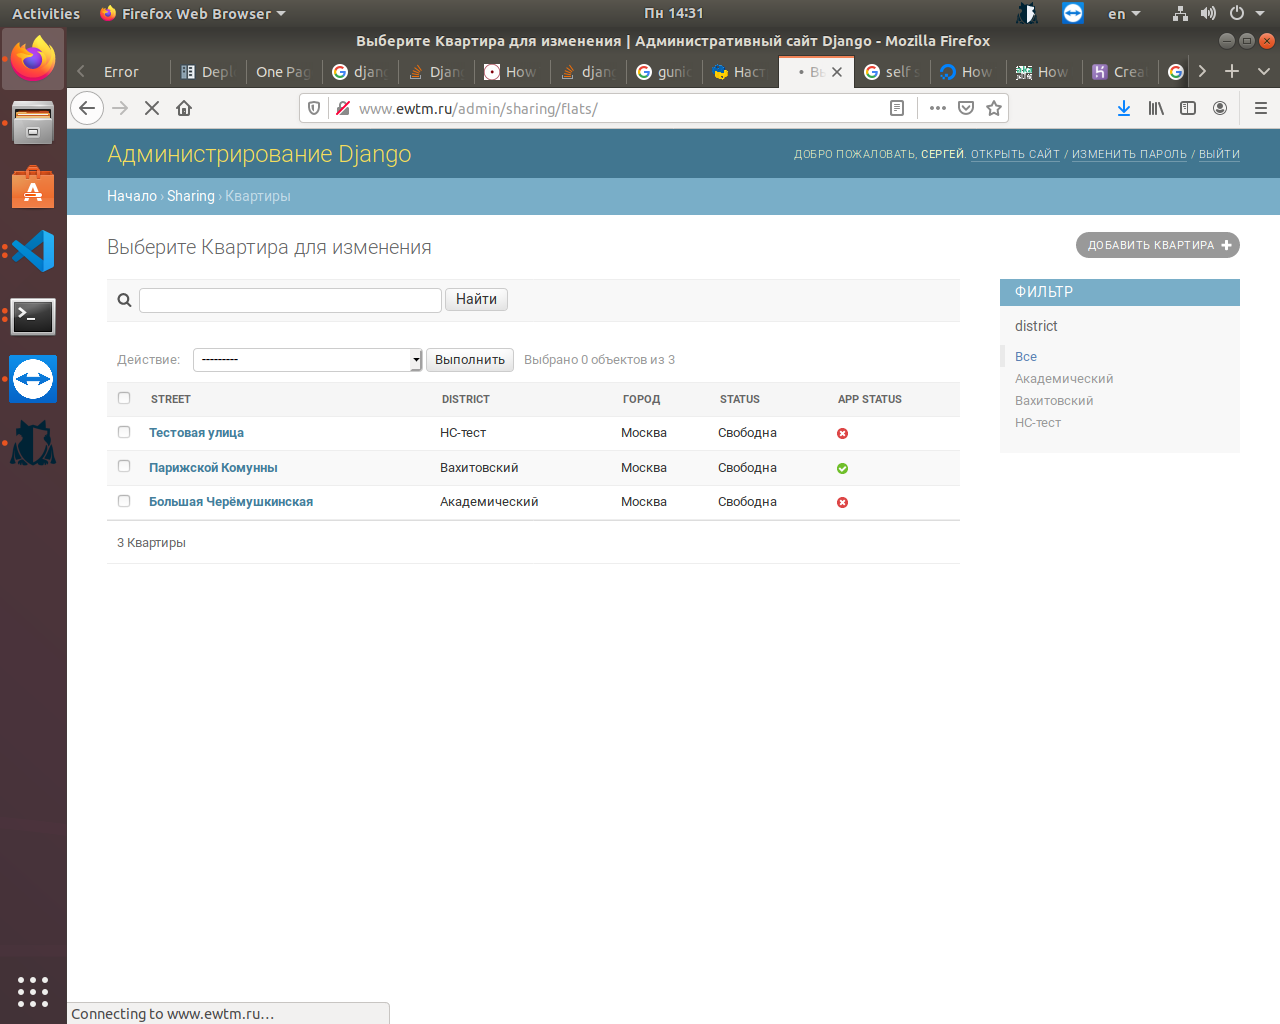 Activities Firefox Web Browser Пн 14:31 en
Выберите Квартира для изменения | Административный сайт Django - Mozilla Firefox
Error Depl One Pag djan Djan How djan guni Наст Вы self s How How Crea
www.ewtm.ru/admin/sharing/flats/
Администрирование Django
ДОБРО ПОЖАЛОВАТЬ, СЕРГЕЙ. ОТКРЫТЬ САЙТ / ИЗМЕНИТЬ ПАРОЛЬ / ВЫЙТИ
Начало › Sharing › Квартиры
Выберите Квартира для изменения
ДОБАВИТЬ КВАРТИРА
Найти
Действие: --------- Выполнить Выбрано 0 объектов из 3
STREET DISTRICT ГОРОД STATUS APP STATUS
Тестовая улица НС-тест Москва Свободна
Парижской Комунны Вахитовский Москва Свободна
Большая Черёмушкинская Академический Москва Свободна
3 Квартиры
ФИЛЬТР
district
Все
Академический
Вахитовский
НС-тест
Connecting to www.ewtm.ru…